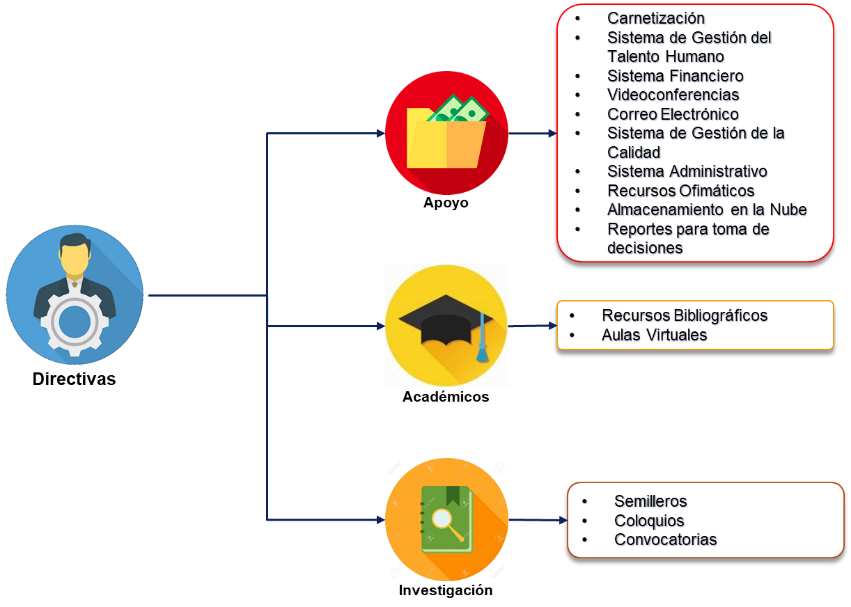 Directivas
Apoyo
• Carnetización
• Sistema de Gestión del
Talento Humano
• Sistema Financiero
• Videoconferencias
• Correo Electrónico
• Sistema de Gestión de la
Calidad
• Sistema Administrativo
• Recursos Ofimáticos
• Almacenamiento en la Nube
• Reportes para toma de
decisiones
Académicos
• Recursos Bibliográficos
• Aulas Virtuales
Investigación
• Semilleros
• Coloquios
• Convocatorias